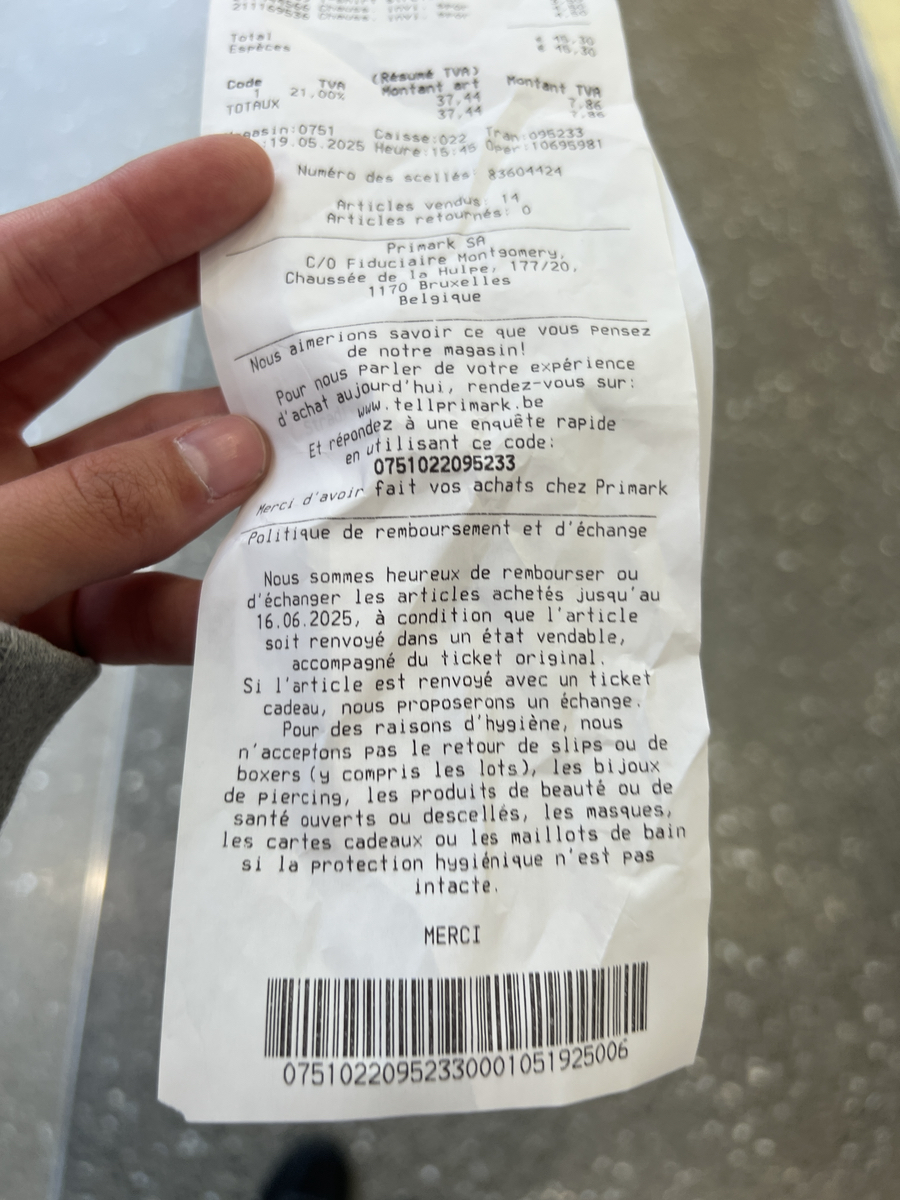 Total € 45,30
Espèces € 45,30
(Résumé TVA)
Code TVA Montant art Montant TVA
1 21,00% 37,44 7,86
TOTAUX 37,44 7,86
Caisse:022 Tran:095233
:19.05.2025 Heure:15:45 Oper:10695981
Numéro des scellés: 83604424
Articles vendus: 14
Articles retournés: 0
Primark SA
C/O Fiduciaire Montgomery,
Chaussée de la Hulpe, 177/20,
1170 Bruxelles
Belgique
Nous aimerions savoir ce que vous pensez
de notre magasin!
Pour nous parler de votre expérience
d'achat aujourd'hui, rendez-vous sur:
www.tellprimark.be
Et répondez à une enquête rapide
en utilisant ce code:
0751022095233
Merci d'avoir fait vos achats chez Primark
Politique de remboursement et d'échange
Nous sommes heureux de rembourser ou
d'échanger les articles achetés jusqu'au
16.06.2025, à condition que l'article
soit renvoyé dans un état vendable,
accompagné du ticket original.
Si l'article est renvoyé avec un ticket
cadeau, nous proposerons un échange.
Pour des raisons d'hygiène, nous
n'acceptons pas le retour de slips ou de
boxers (y compris les lots), les bijoux
de piercing, les produits de beauté ou de
santé ouverts ou descellés, les masques,
les cartes cadeaux ou les maillots de bain
si la protection hygiénique n'est pas
intacte.
MERCI
07510220952330001051925006